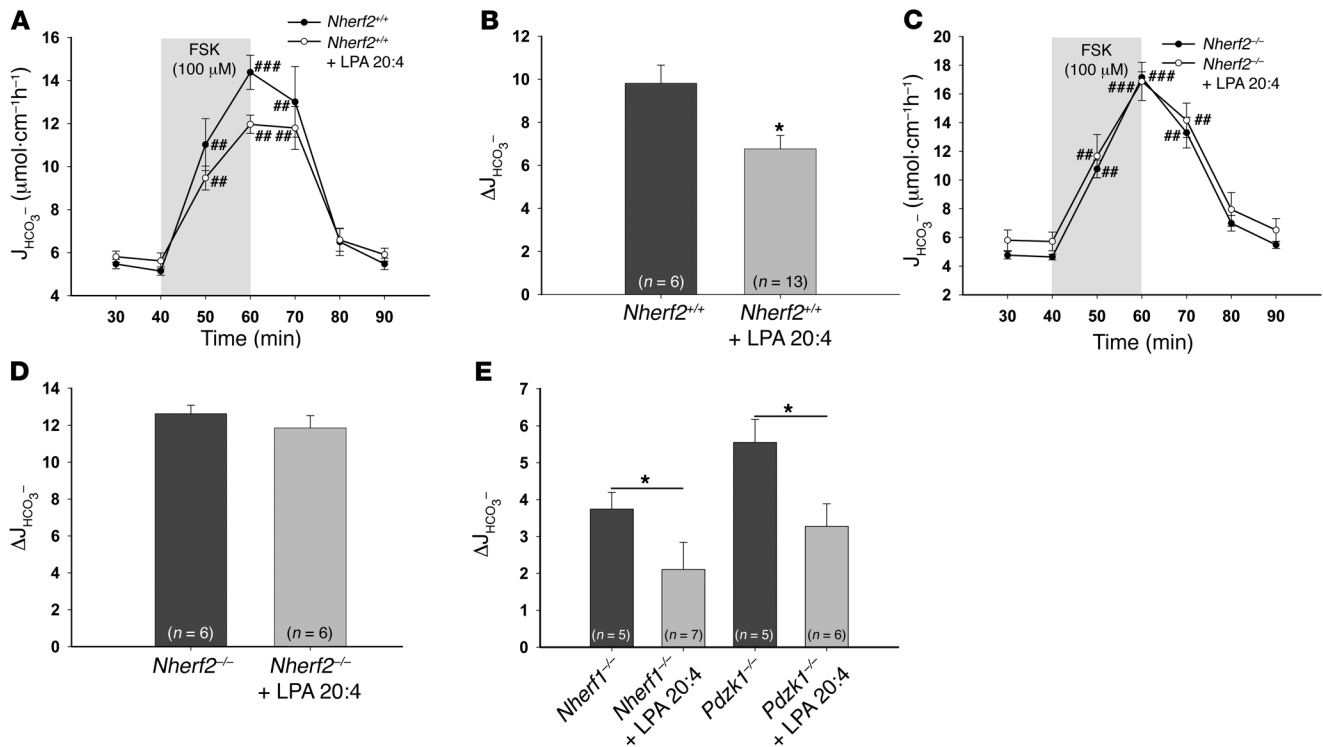 A
Nherf2+/+
Nherf2+/+
+ LPA 20:4
FSK
(100 μM)
16
14
12
10
8
6
4
JHCO3– (μmol·cm–1h–1)
##
###
##
##
## ##
30 40 50 60 70 80 90
Time (min)
B
12
10
8
6
4
2
0
ΔJHCO3–
*
(n = 6)
(n = 13)
Nherf2+/+
Nherf2+/+
+ LPA 20:4
C
Nherf2–/–
Nherf2–/–
+ LPA 20:4
FSK
(100 μM)
20
18
16
14
12
10
8
6
4
2
JHCO3– (μmol·cm–1h–1)
###
###
##
##
##
##
30 40 50 60 70 80 90
Time (min)
D
14
12
10
8
6
4
2
0
ΔJHCO3–
(n = 6)
(n = 6)
Nherf2–/–
Nherf2–/–
+ LPA 20:4
E
7
6
5
4
3
2
1
0
ΔJHCO3–
*
*
(n = 5)
(n = 7)
(n = 5)
(n = 6)
Nherf1–/–
Nherf1–/–
+ LPA 20:4
Pdzk1–/–
Pdzk1–/–
+ LPA 20:4